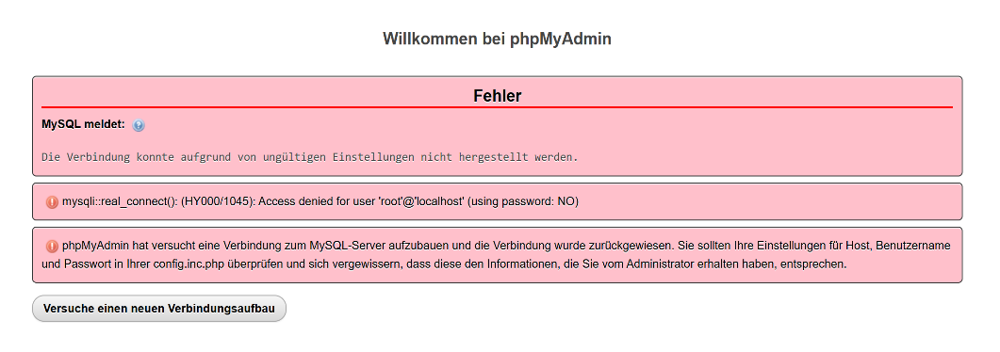 Willkommen bei phpMyAdmin
Fehler
MySQL meldet:
Die Verbindung konnte aufgrund von ungültigen Einstellungen nicht hergestellt werden.
mysqli::real_connect(): (HY000/1045): Access denied for user 'root'@'localhost' (using password: NO)
phpMyAdmin hat versucht eine Verbindung zum MySQL-Server aufzubauen und die Verbindung wurde zurückgewiesen. Sie sollten Ihre Einstellungen für Host, Benutzername
und Passwort in Ihrer config.inc.php überprüfen und sich vergewissern, dass diese den Informationen, die Sie vom Administrator erhalten haben, entsprechen.
Versuche einen neuen Verbindungsaufbau